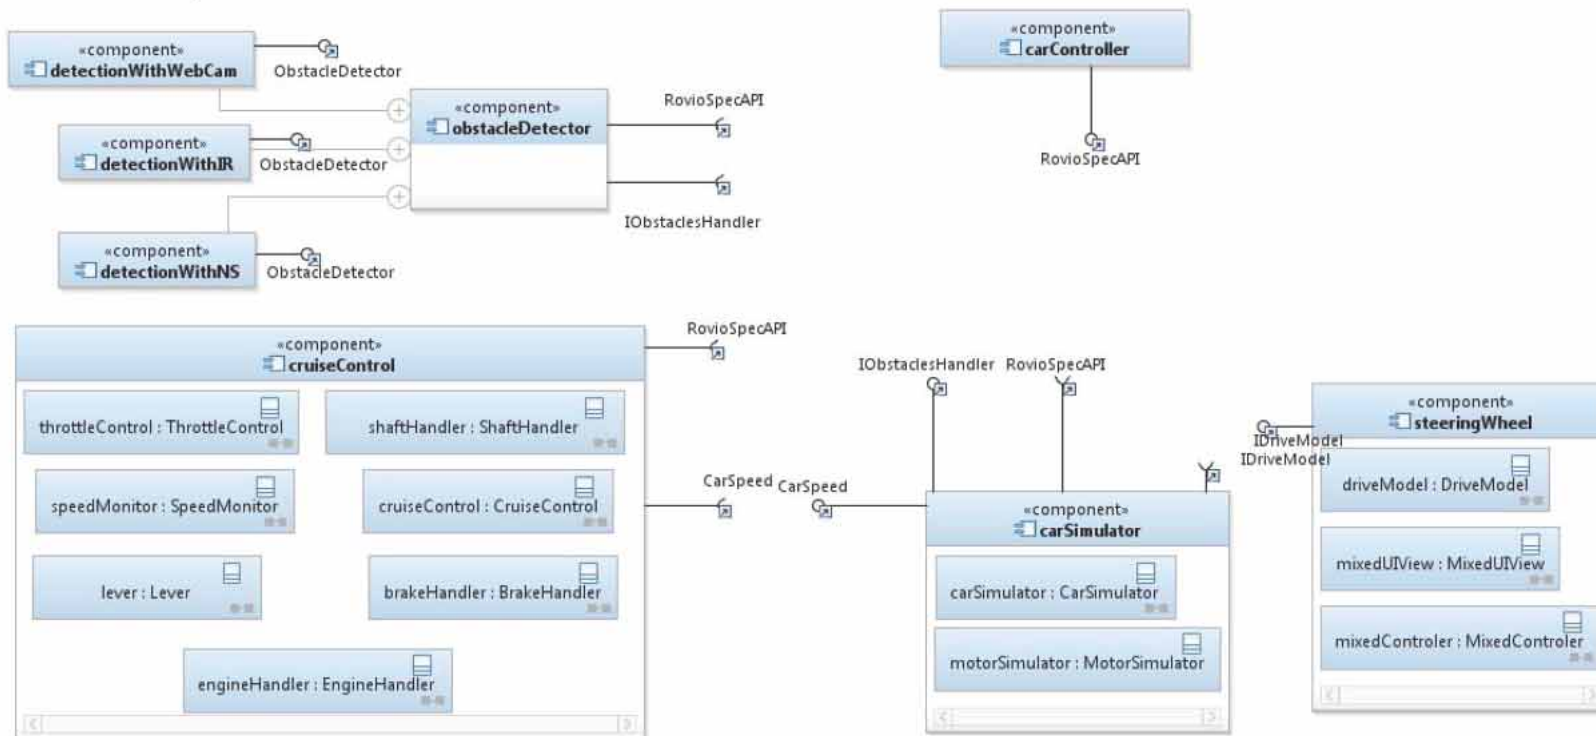 «component»
detectionWithWebCam
ObstacleDetector
«component»
detectionWithIR
ObstacleDetector
«component»
detectionWithNS
ObstacleDetector
«component»
obstacleDetector
RovioSpecAPI
IObstaclesHandler
«component»
carController
RovioSpecAPI
«component»
cruiseControl
RovioSpecAPI
throttleControl : ThrottleControl
shaftHandler : ShaftHandler
speedMonitor : SpeedMonitor
cruiseControl : CruiseControl
lever : Lever
brakeHandler : BrakeHandler
engineHandler : EngineHandler
CarSpeed
CarSpeed
IObstaclesHandler
RovioSpecAPI
«component»
carSimulator
carSimulator : CarSimulator
motorSimulator : MotorSimulator
IDriveModel
IDriveModel
«component»
steeringWheel
driveModel : DriveModel
mixedUIView : MixedUIView
mixedControler : MixedControler